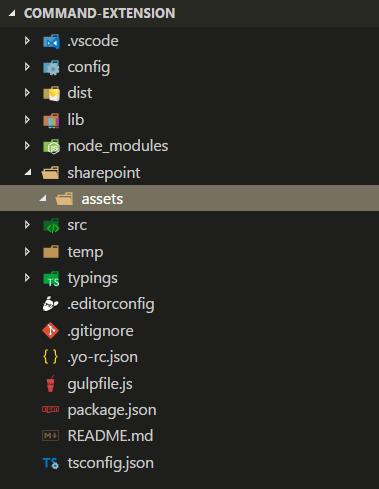 COMMAND-EXTENSION
.vscode
config
dist
lib
node_modules
sharepoint
assets
src
temp
typings
.editorconfig
.gitignore
.yo-rc.json
gulpfile.js
package.json
README.md
tsconfig.json